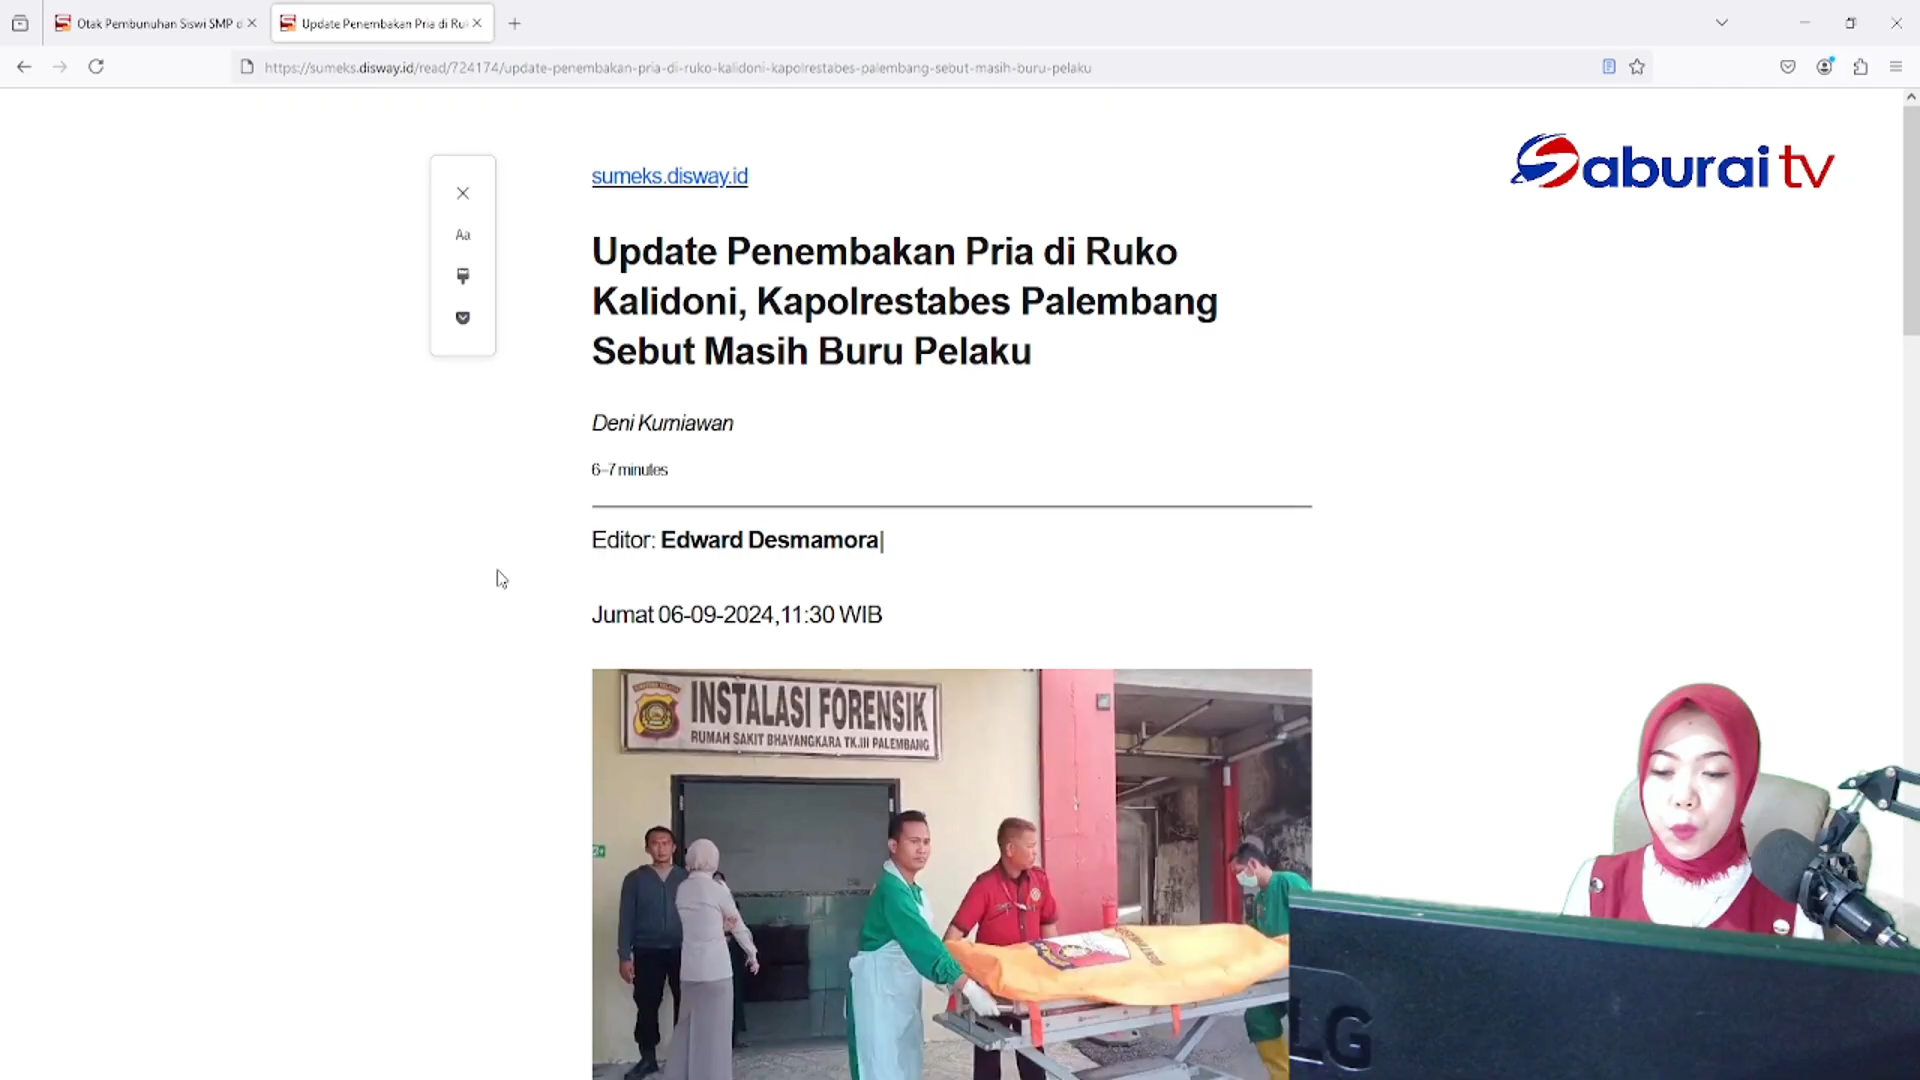 Otak Pembunuhan Siswi SMP d
Update Penembakan Pria di Ru
https://sumeks.disway.id/read/724174/update-penembakan-pria-di-ruko-kalidoni-kapolrestabes-palembang-sebut-masih-buru-pelaku
Saburai tv
sumeks.disway.id
Aa
Update Penembakan Pria di Ruko
Kalidoni, Kapolrestabes Palembang
Sebut Masih Buru Pelaku
Deni Kurniawan
6–7 minutes
Editor: Edward Desmamora|
Jumat 06-09-2024,11:30 WIB
INSTALASI FORENSIK
RUMAH SAKIT BHAYANGKARA TK.III PALEMBANG
LG